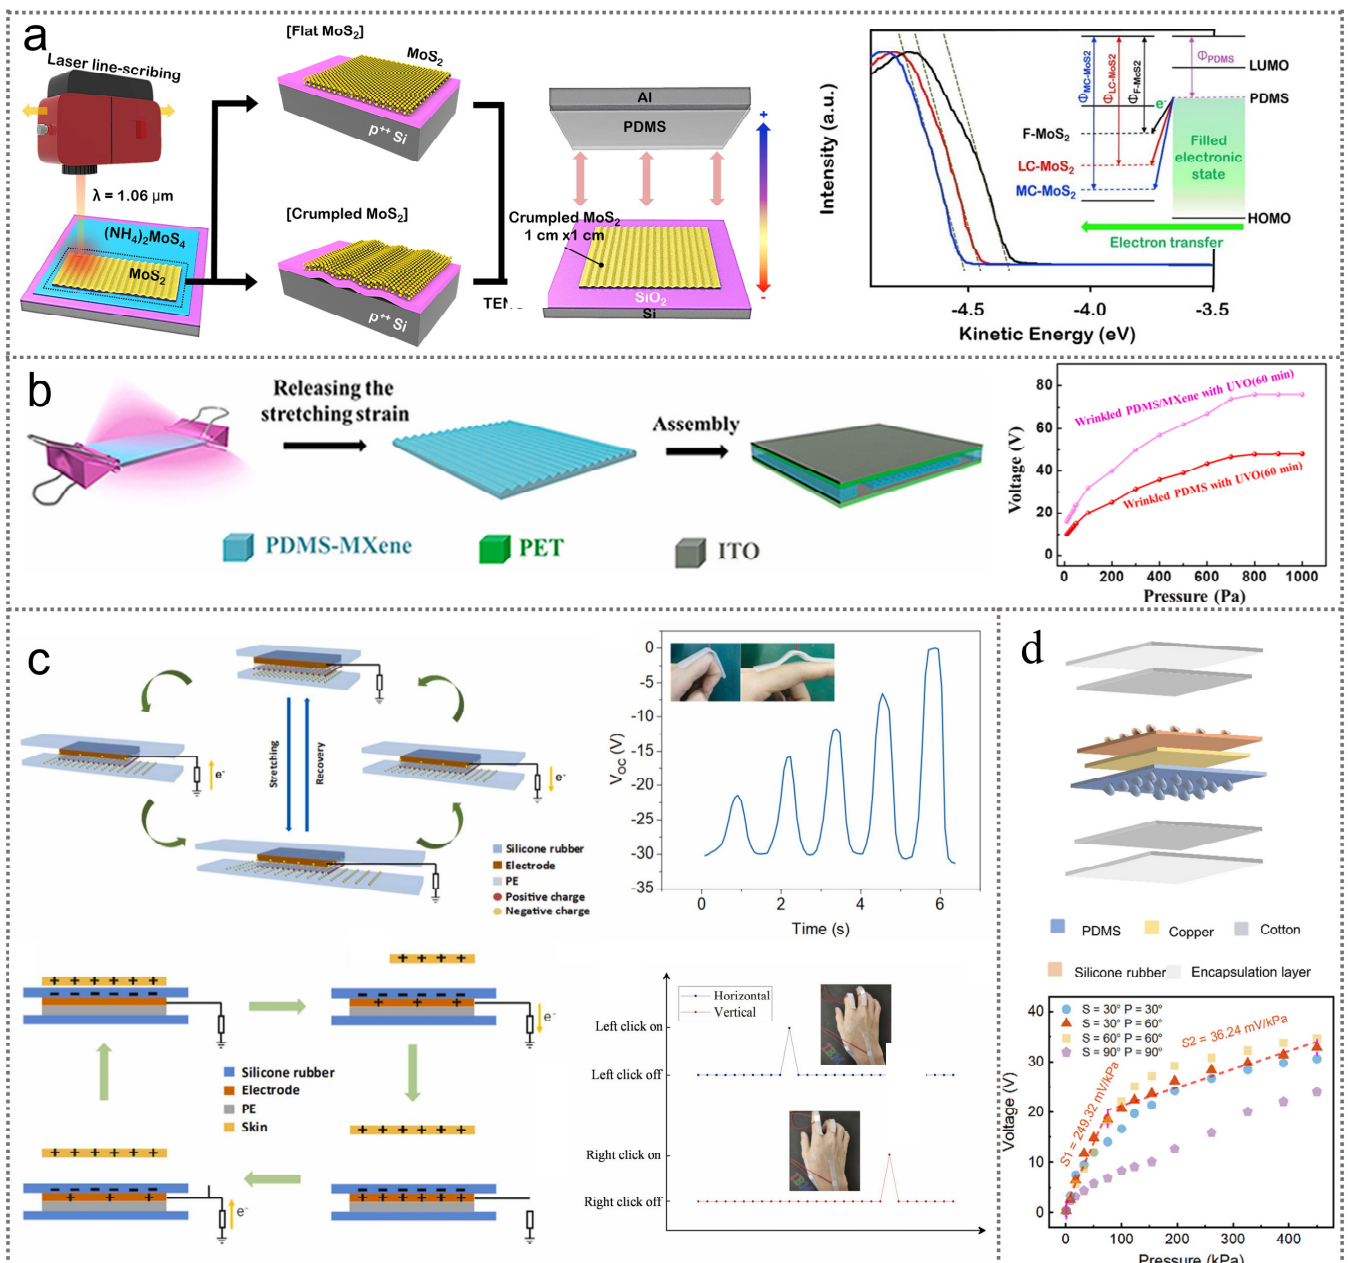 a
Laser line-scribing
λ = 1.06 μm
(NH₄)₂MoS₄
MoS₂
[Flat MoS₂]
MoS₂
p⁺⁺ Si
[Crumpled MoS₂]
p⁺⁺ Si
Al
PDMS
Crumpled MoS₂
1 cm x1 cm
SiO₂
Si
+
-
Intensity (a.u.)
Φ_MC-MoS2
Φ_LC-MoS2
Φ_F-MoS2
Φ_PDMS
LUMO
PDMS
e⁻
F-MoS₂
LC-MoS₂
MC-MoS₂
Filled
electronic
state
HOMO
Electron transfer
-4.5
-4.0
-3.5
Kinetic Energy (eV)
b
Releasing the
stretching strain
Assembly
PDMS-MXene
PET
ITO
Voltage (V)
80
60
40
20
0
Wrinkled PDMS/MXene with UVO(60 min)
Wrinkled PDMS with UVO(60 min)
0 200 400 600 800 1000
Pressure (Pa)
c
Stretching
Recovery
e⁻
e⁻
Silicone rubber
Electrode
PE
Positive charge
Negative charge
V_OC (V)
0
-5
-10
-15
-20
-25
-30
-35
0 2 4 6
Time (s)
+ + + + + +
- - - - - -
+ + + +
- - - - - -
+ + +
e⁻
Silicone rubber
Electrode
PE
Skin
+ + + + + +
- - - - - -
+ + +
e⁻
+ + + + + +
- - - - - -
+ + + + + +
Horizontal
Vertical
Left click on
Left click off
Right click on
Right click off
d
PDMS
Copper
Cotton
Silicone rubber
Encapsulation layer
Voltage (V)
40
30
20
10
0
S = 30° P = 30°
S = 30° P = 60°
S = 60° P = 60°
S = 90° P = 90°
S1 = 249.32 mV/kPa
S2 = 36.24 mV/kPa
0 100 200 300 400
Pressure (kPa)